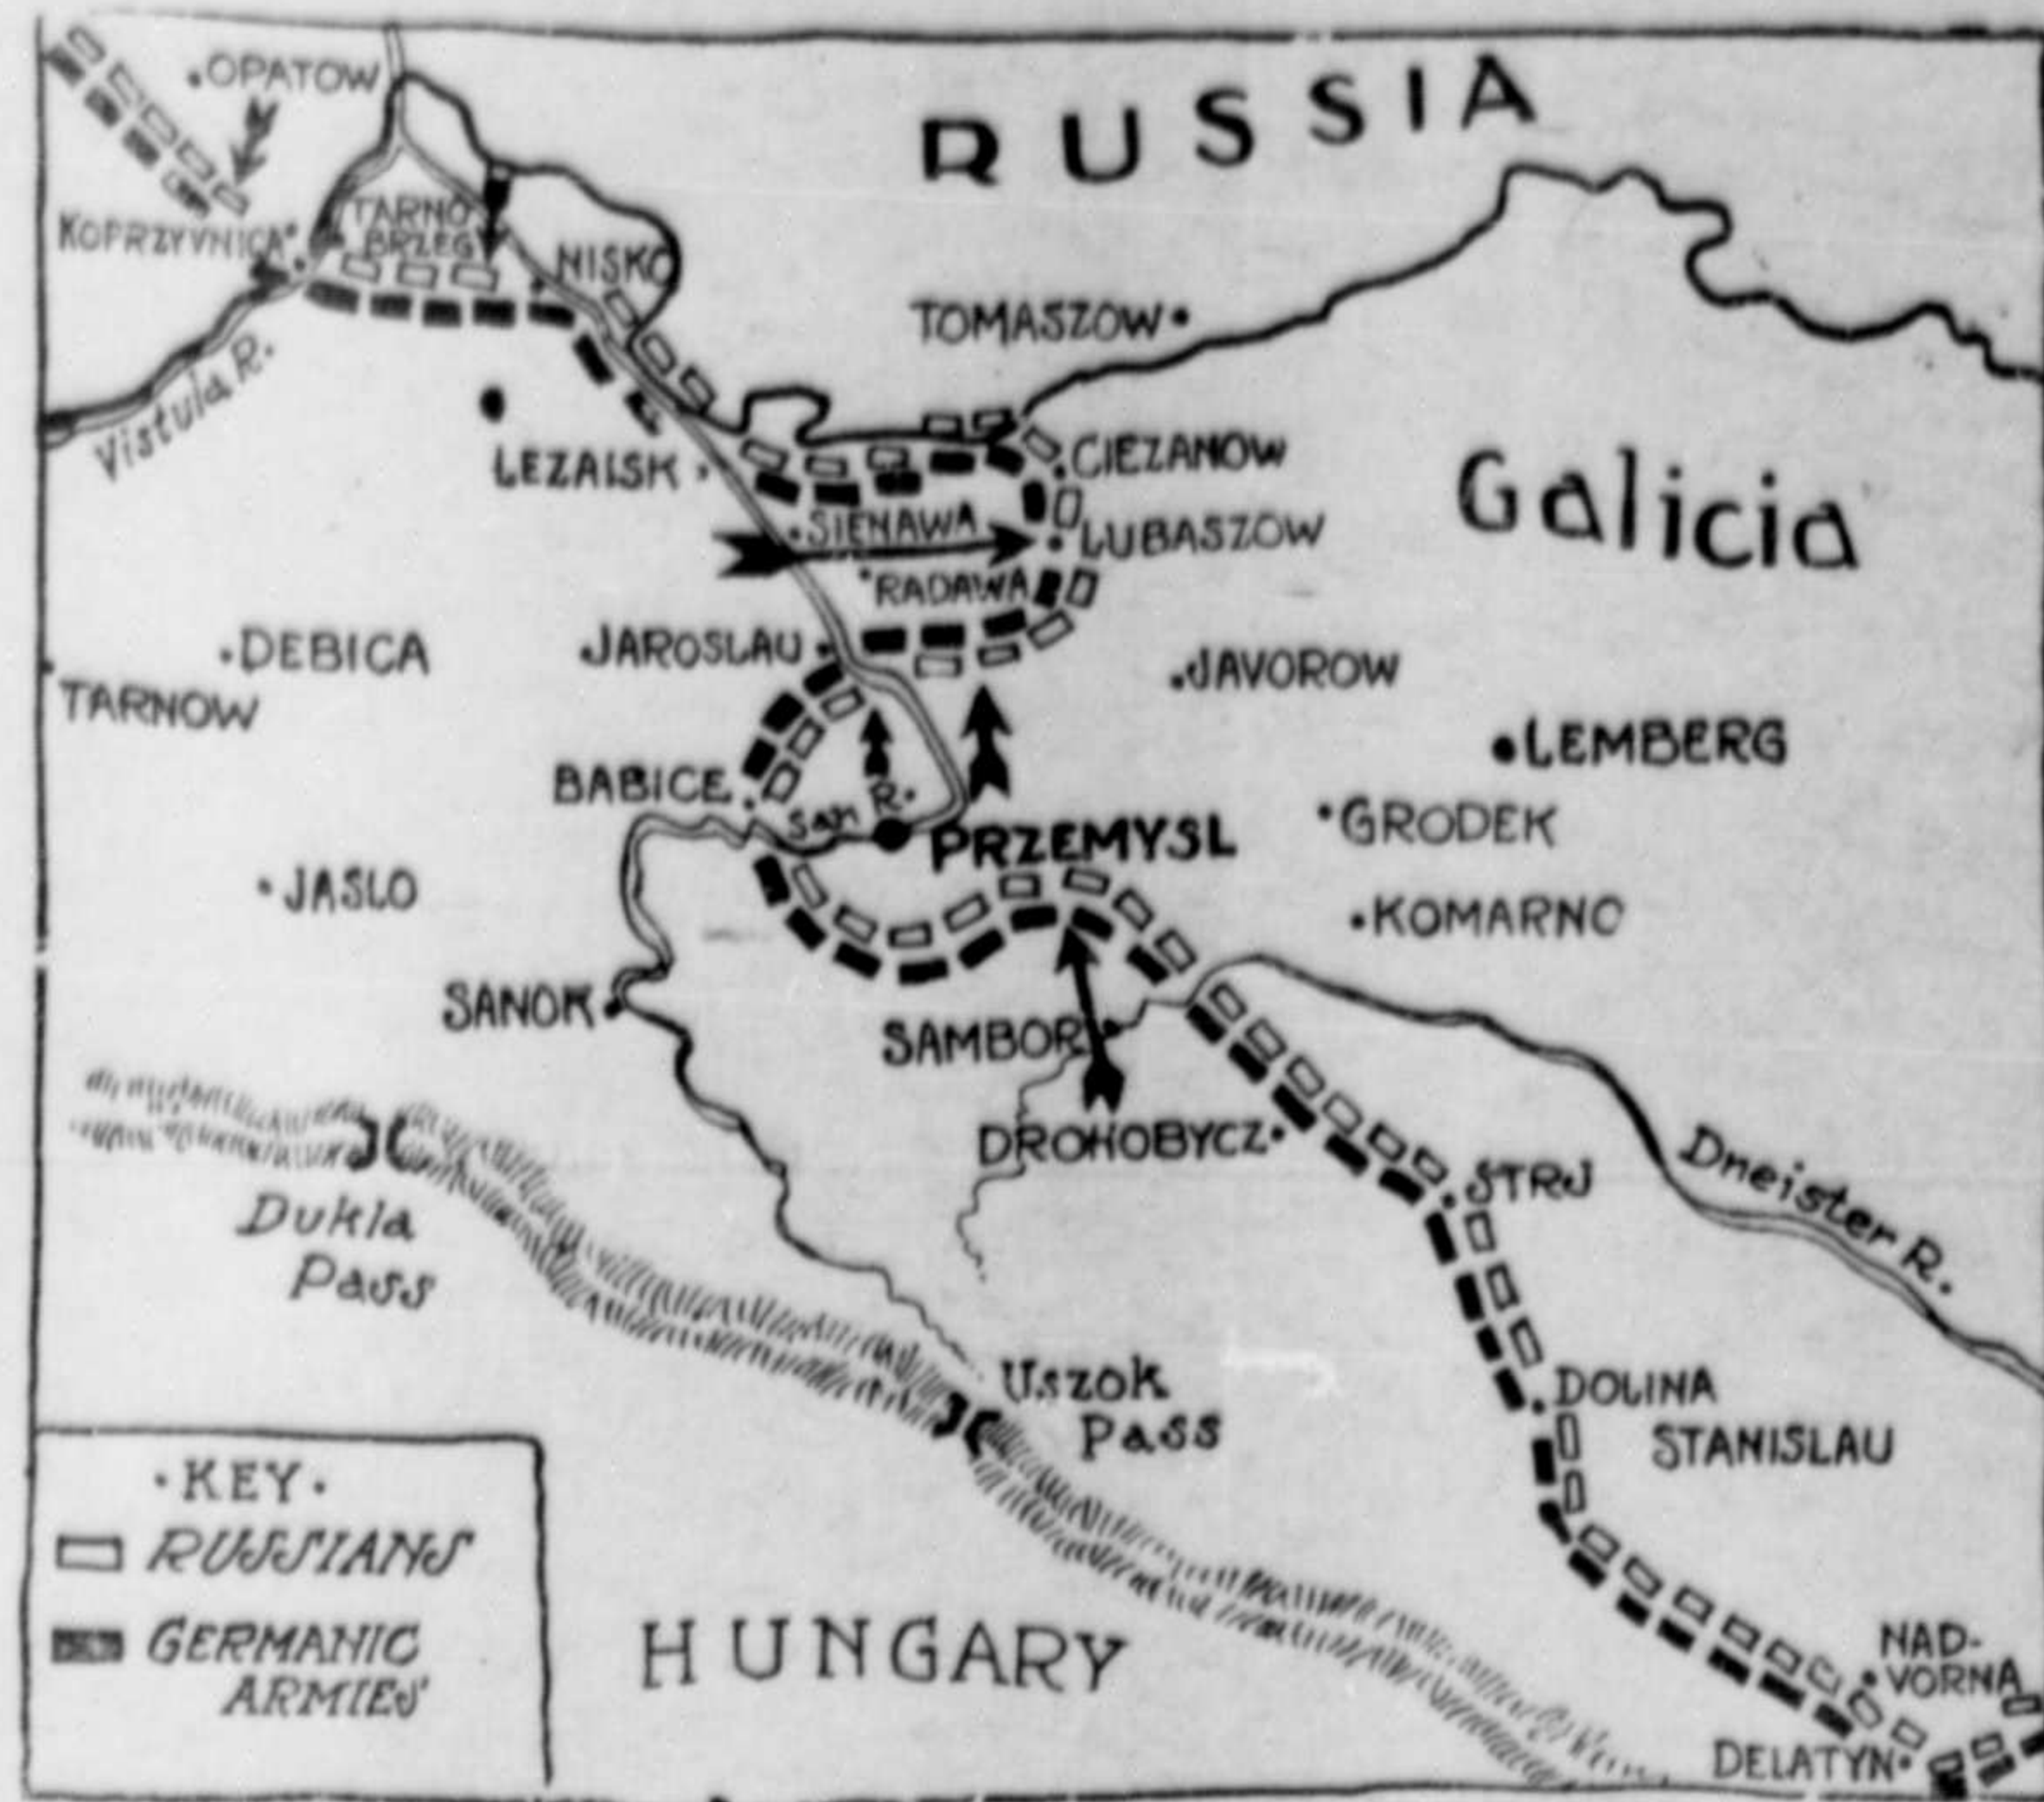 OPATOW
RUSSIA
KOPRZYVNICA
TARNO
BRZEG
NISKO
TOMASZOW
Vistula R.
LEZAISK
CIEZANOW
Galicia
SIENAWA
LUBASZOW
RADAWA
DEBICA
JAROSLAU
JAVOROW
TARNOW
LEMBERG
BABICE
SAN R.
GRODEK
PRZEMYSL
JASLO
KOMARNO
SANOK
SAMBOR
DROHOBYCZ
STRJ
Dneister R.
Dukla
Pass
Uszok
Pass
DOLINA
STANISLAU
KEY
RUSSIANS
GERMANIC
ARMIES
HUNGARY
NAD-
VORNA
DELATYN